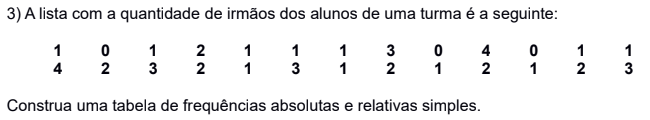 3) A lista com a quantidade de irmãos dos alunos de uma turma é a seguinte:
1 0 1 2 1 1 1 3 0 4 0 1 1
4 2 3 2 1 3 1 2 1 2 1 2 3
Construa uma tabela de frequências absolutas e relativas simples.